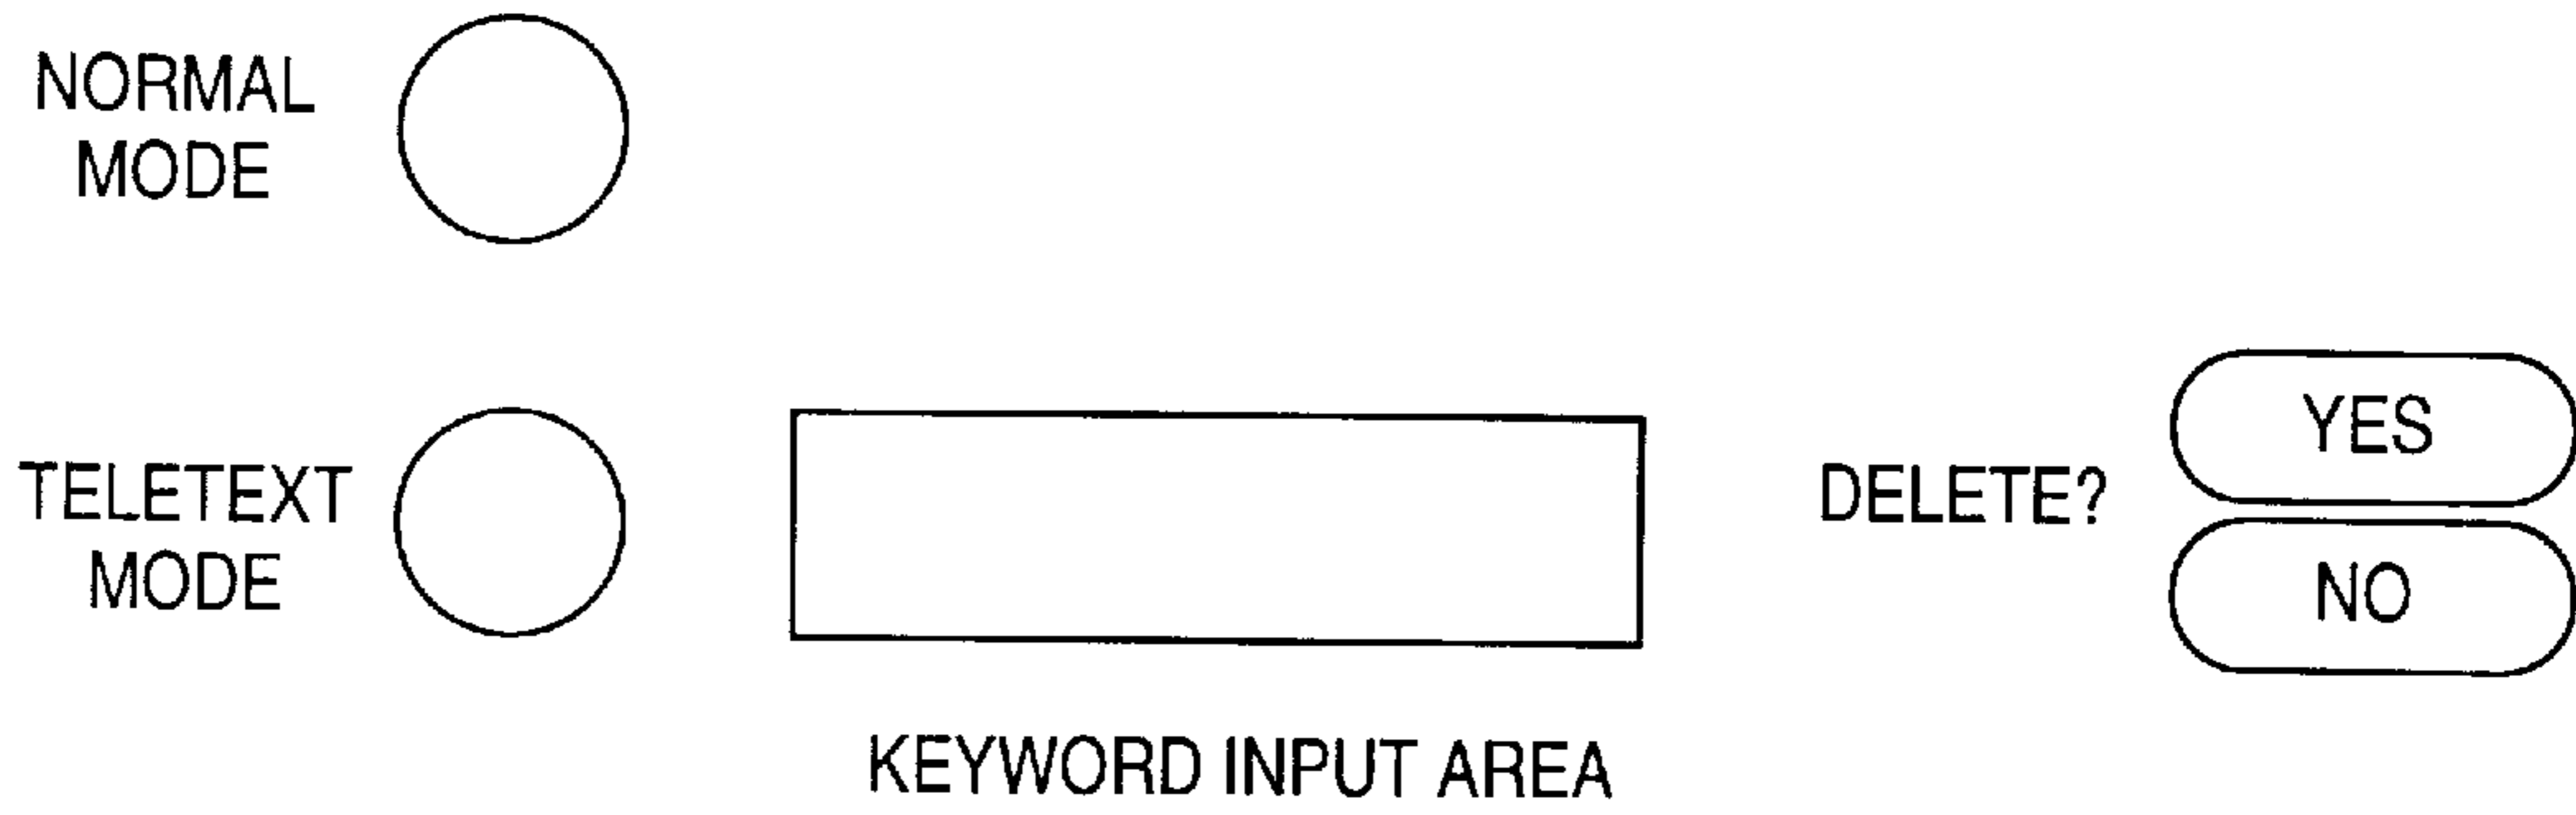 NORMAL
MODE
TELETEXT
MODE
DELETE?
YES
NO
KEYWORD INPUT AREA